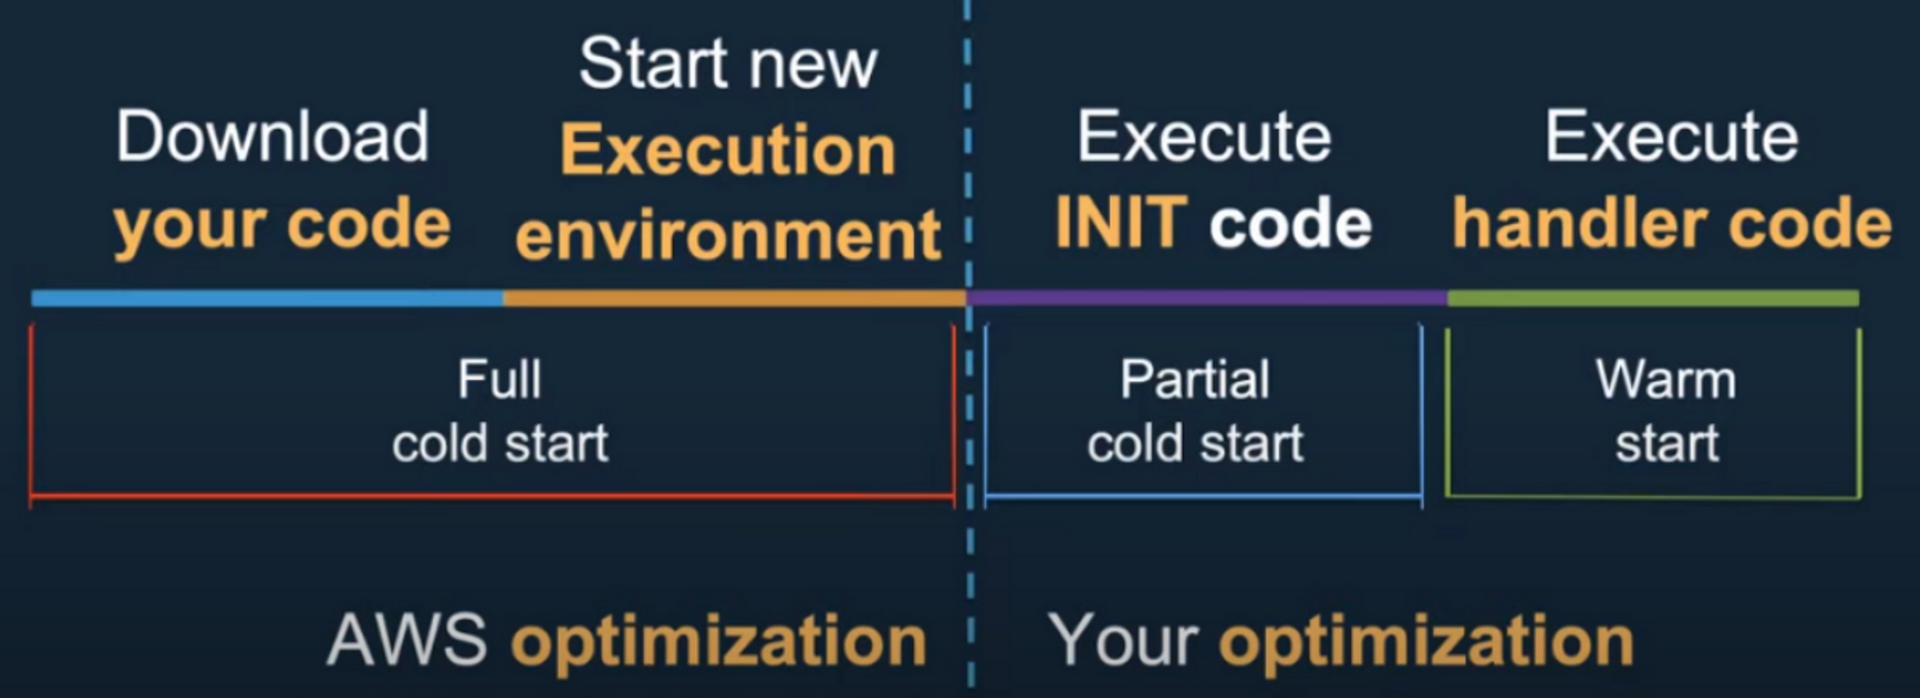 Download
your code
Start new
Execution
environment
Execute
INIT code
Execute
handler code
Full
cold start
Partial
cold start
Warm
start
AWS optimization
Your optimization